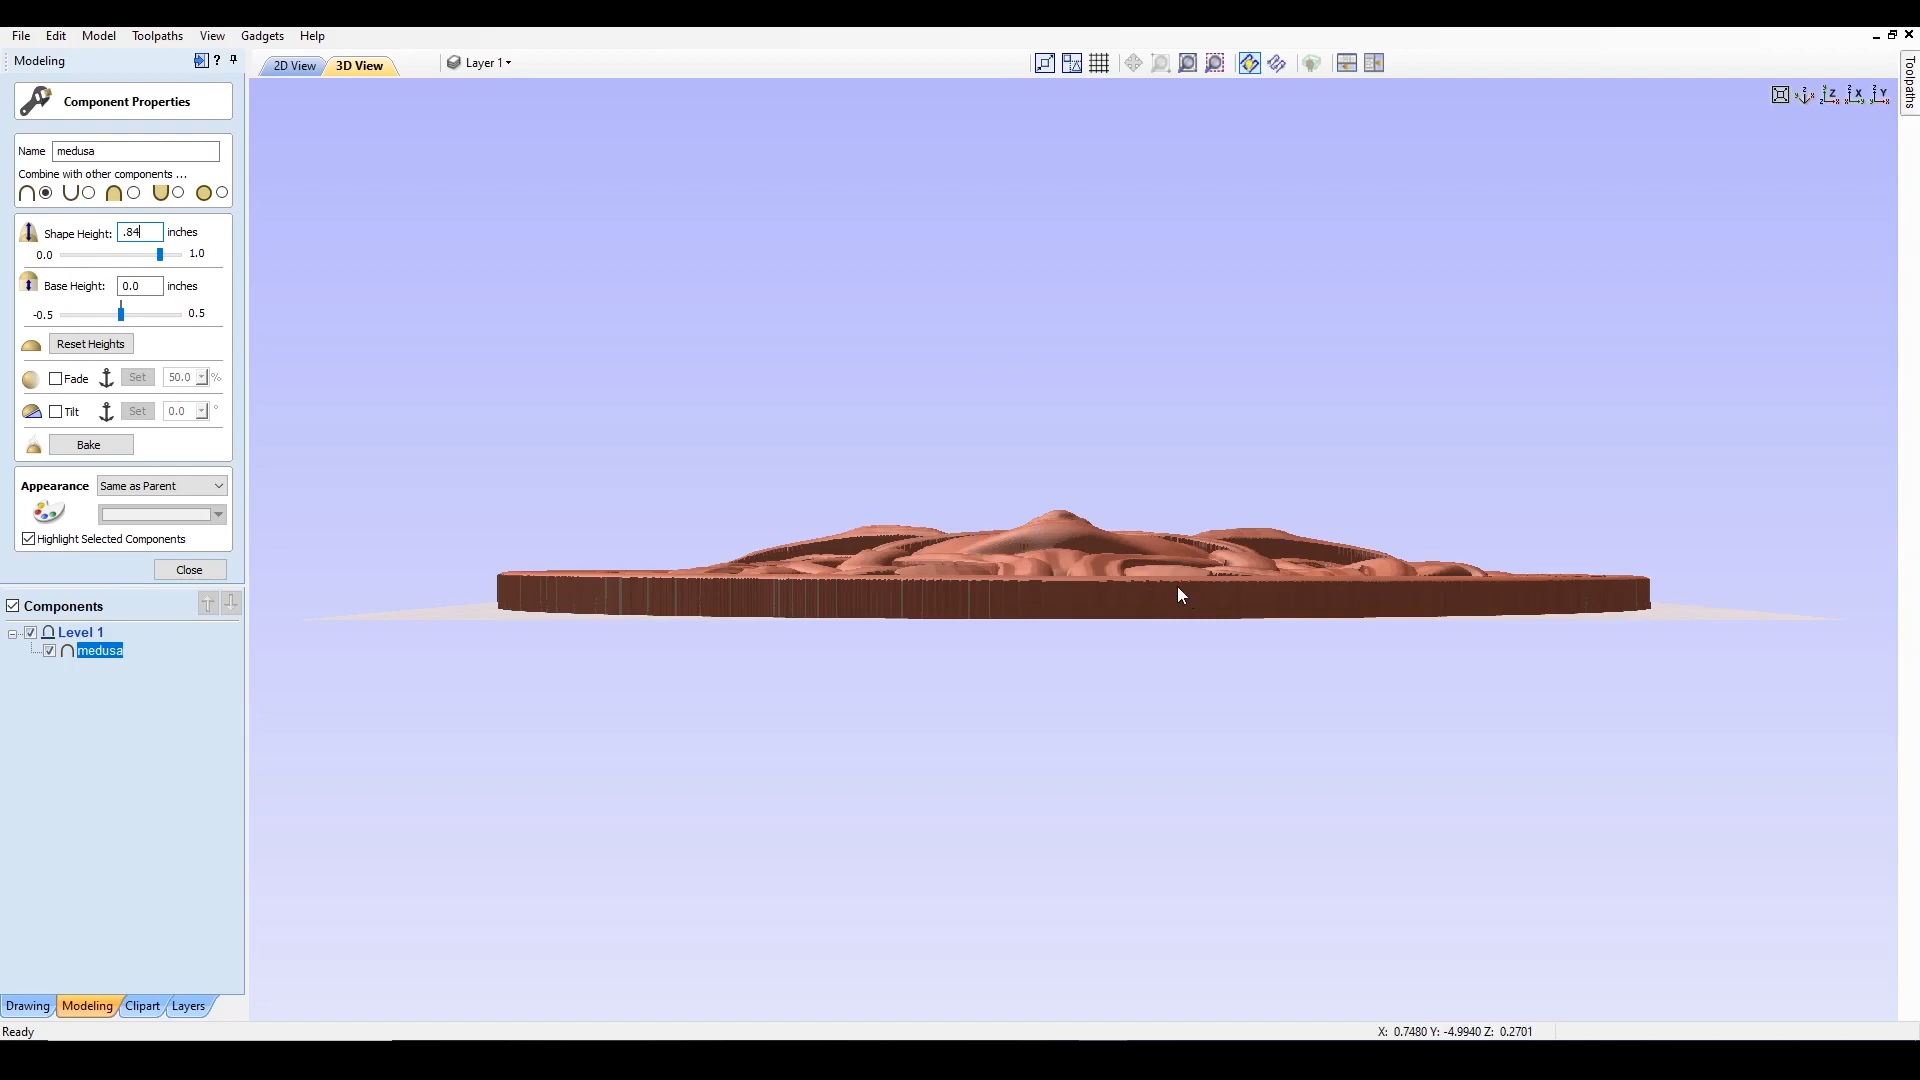 File Edit Model Toolpaths View Gadgets Help
Modeling ?
2D View 3D View Layer 1
Toolpaths
Component Properties
Name medusa
Combine with other components ...
Shape Height: .84 inches
0.0 1.0
Base Height: 0.0 inches
-0.5 0.5
Reset Heights
Fade Set 50.0 %
Tilt Set 0.0 °
Bake
Appearance Same as Parent
Highlight Selected Components
Close
Components
Level 1
medusa
Drawing Modeling Clipart Layers
Ready X: 0.7480 Y: -4.9940 Z: 0.2701